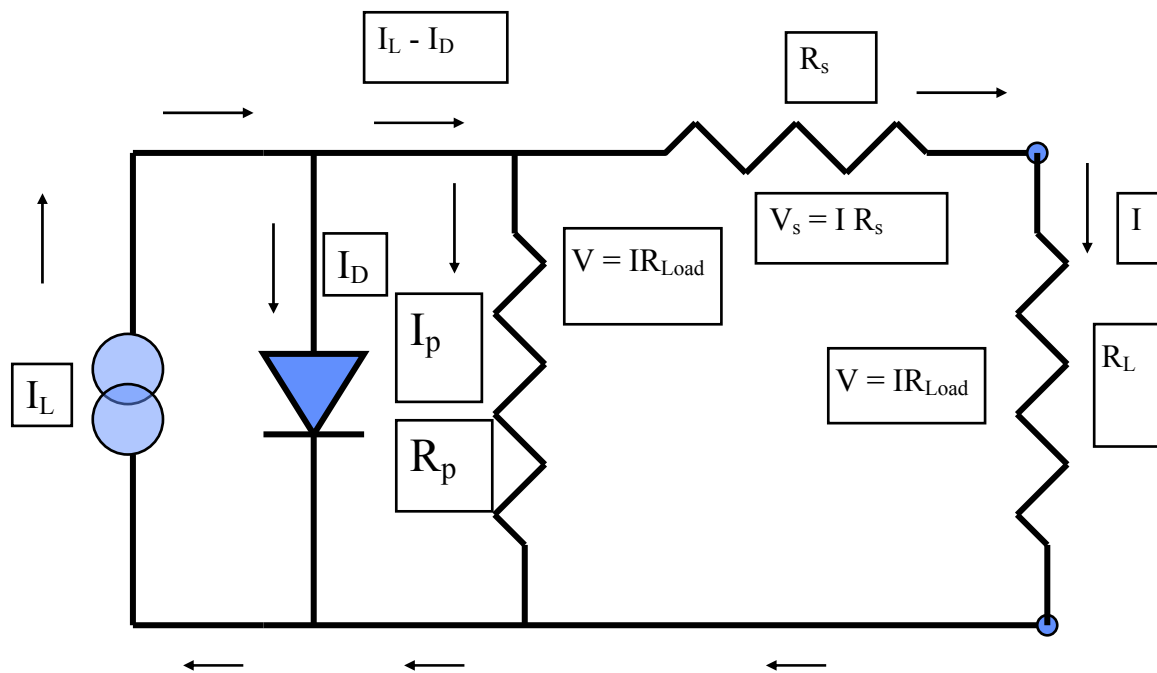 I_L - I_D
R_s
V_s = I R_s
I
I_D
V = IR_Load
I_p
R_L
V = IR_Load
I_L
R_p